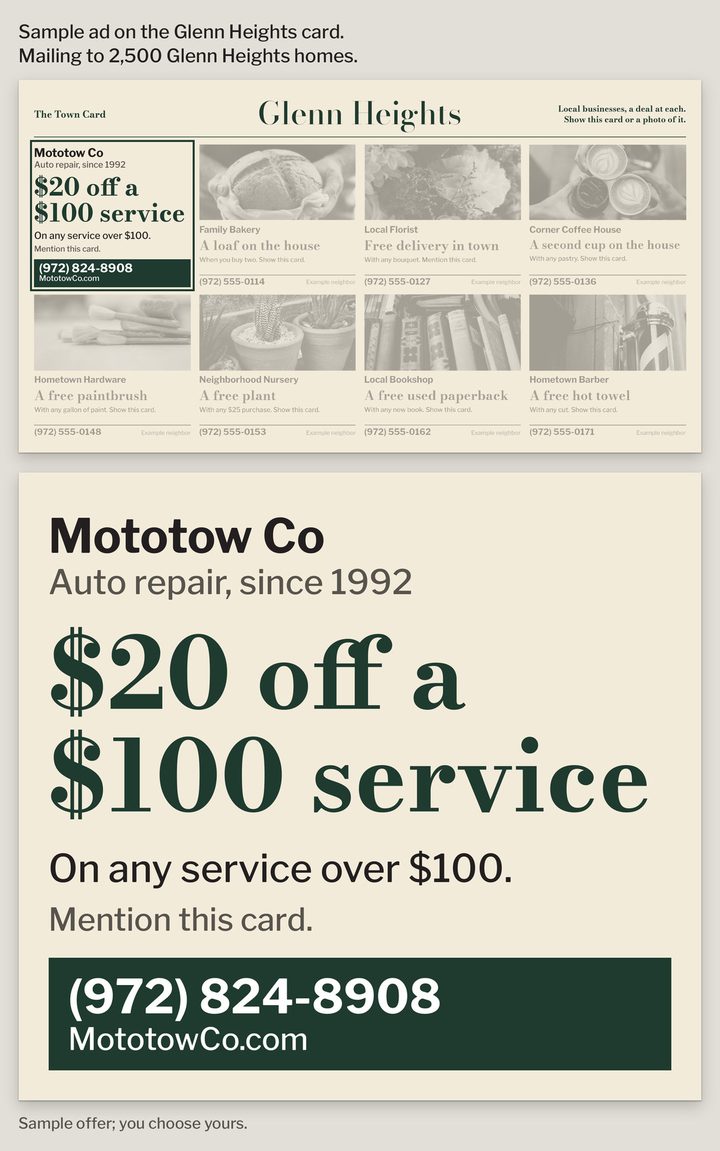 Sample ad on the Glenn Heights card.
Mailing to 2,500 Glenn Heights homes.
The Town Card
Glenn Heights
Local businesses, a deal at each.
Show this card or a photo of it.
Mototow Co
Auto repair, since 1992
$20 off a
$100 service
On any service over $100.
Mention this card.
(972) 824-8908
MototowCo.com
Family Bakery
A loaf on the house
When you buy two. Show this card.
(972) 555-0114
Example neighbor
Local Florist
Free delivery in town
With any bouquet. Mention this card.
(972) 555-0127
Example neighbor
Corner Coffee House
A second cup on the house
With any pastry. Show this card.
(972) 555-0136
Example neighbor
Hometown Hardware
A free paintbrush
With any gallon of paint. Show this card.
(972) 555-0148
Example neighbor
Neighborhood Nursery
A free plant
With any $25 purchase. Show this card.
(972) 555-0153
Example neighbor
Local Bookshop
A free used paperback
With any new book. Show this card.
(972) 555-0162
Example neighbor
Hometown Barber
A free hot towel
With any cut. Show this card.
(972) 555-0171
Example neighbor
Mototow Co
Auto repair, since 1992
$20 off a
$100 service
On any service over $100.
Mention this card.
(972) 824-8908
MototowCo.com
Sample offer; you choose yours.